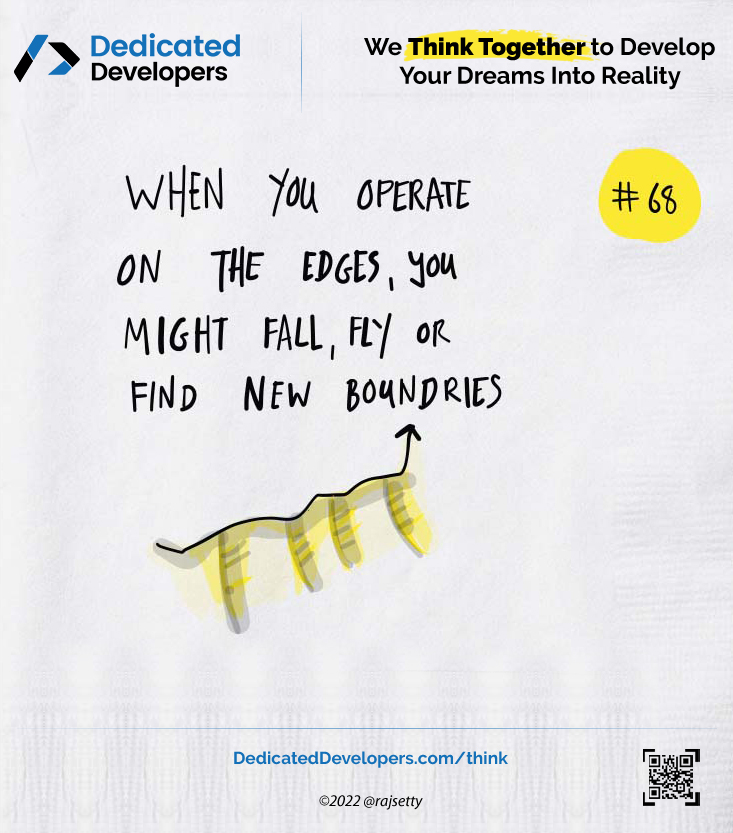 Dedicated
Developers
We Think Together to Develop
Your Dreams Into Reality
#68
WHEN YOU OPERATE
ON THE EDGES, YOU
MIGHT FALL, FLY OR
FIND NEW BOUNDRIES
DedicatedDevelopers.com/think
©2022 @rajsetty